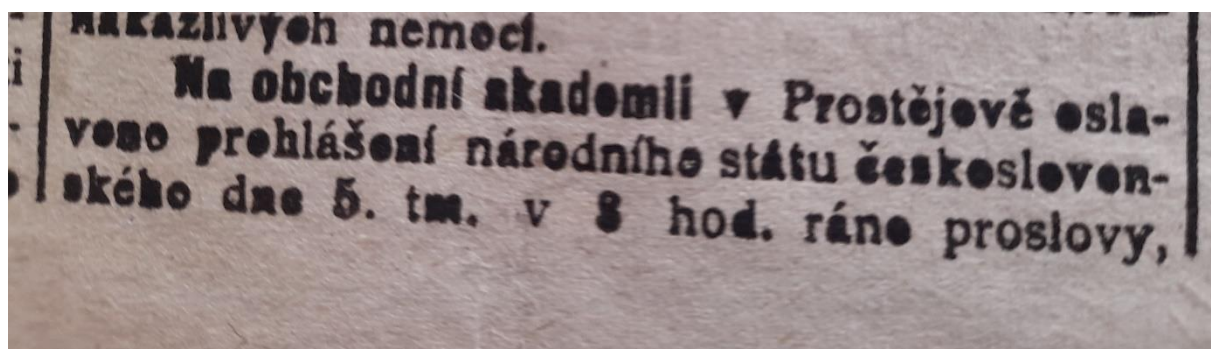 nakažlivých nemocí.
Na obchodní akademii v Prostějově osla-
veno prohlášení národního státu českosloven-
ského dne 5. tm. v 8 hod. ráno proslovy,